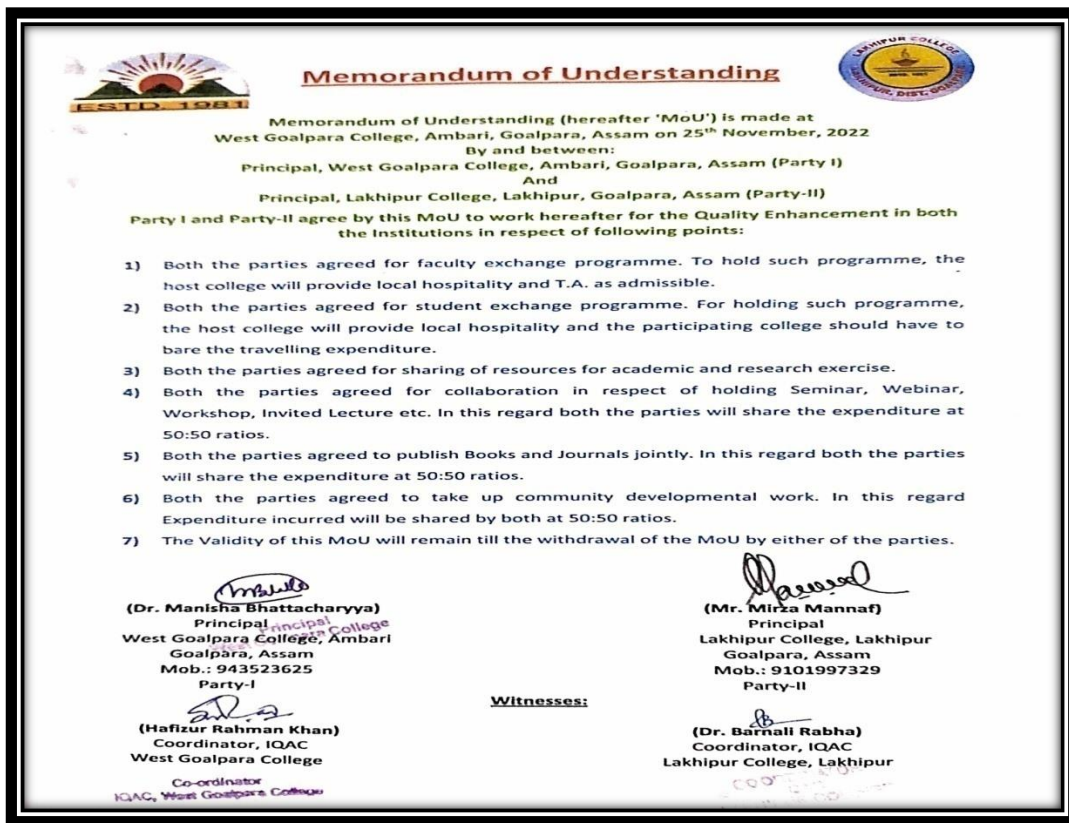 ESTD. 1981
LAKHIPUR COLLEGE
LAKHIPUR, DIST. GOALPARA
Memorandum of Understanding
Memorandum of Understanding (hereafter 'MoU') is made at
West Goalpara College, Ambari, Goalpara, Assam on 25th November, 2022
By and between:
Principal, West Goalpara College, Ambari, Goalpara, Assam (Party I)
And
Principal, Lakhipur College, Lakhipur, Goalpara, Assam (Party-II)
Party I and Party-II agree by this MoU to work hereafter for the Quality Enhancement in both
the Institutions in respect of following points:
1) Both the parties agreed for faculty exchange programme. To hold such programme, the
host college will provide local hospitality and T.A. as admissible.
2) Both the parties agreed for student exchange programme. For holding such programme,
the host college will provide local hospitality and the participating college should have to
bare the travelling expenditure.
3) Both the parties agreed for sharing of resources for academic and research exercise.
4) Both the parties agreed for collaboration in respect of holding Seminar, Webinar,
Workshop, Invited Lecture etc. In this regard both the parties will share the expenditure at
50:50 ratios.
5) Both the parties agreed to publish Books and Journals jointly. In this regard both the parties
will share the expenditure at 50:50 ratios.
6) Both the parties agreed to take up community developmental work. In this regard
Expenditure incurred will be shared by both at 50:50 ratios.
7) The Validity of this MoU will remain till the withdrawal of the MoU by either of the parties.
(Dr. Manisha Bhattacharyya)
Principal
Principal
West Goalpara College, Ambari
West Goalpara College
Goalpara, Assam
Mob.: 943523625
Party-I
(Mr. Mirza Mannaf)
Principal
Lakhipur College, Lakhipur
Goalpara, Assam
Mob.: 9101997329
Party-II
Witnesses:
(Hafizur Rahman Khan)
Coordinator, IQAC
West Goalpara College
Co-ordinator
IQAC, West Goalpara College
(Dr. Barnali Rabha)
Coordinator, IQAC
Lakhipur College, Lakhipur